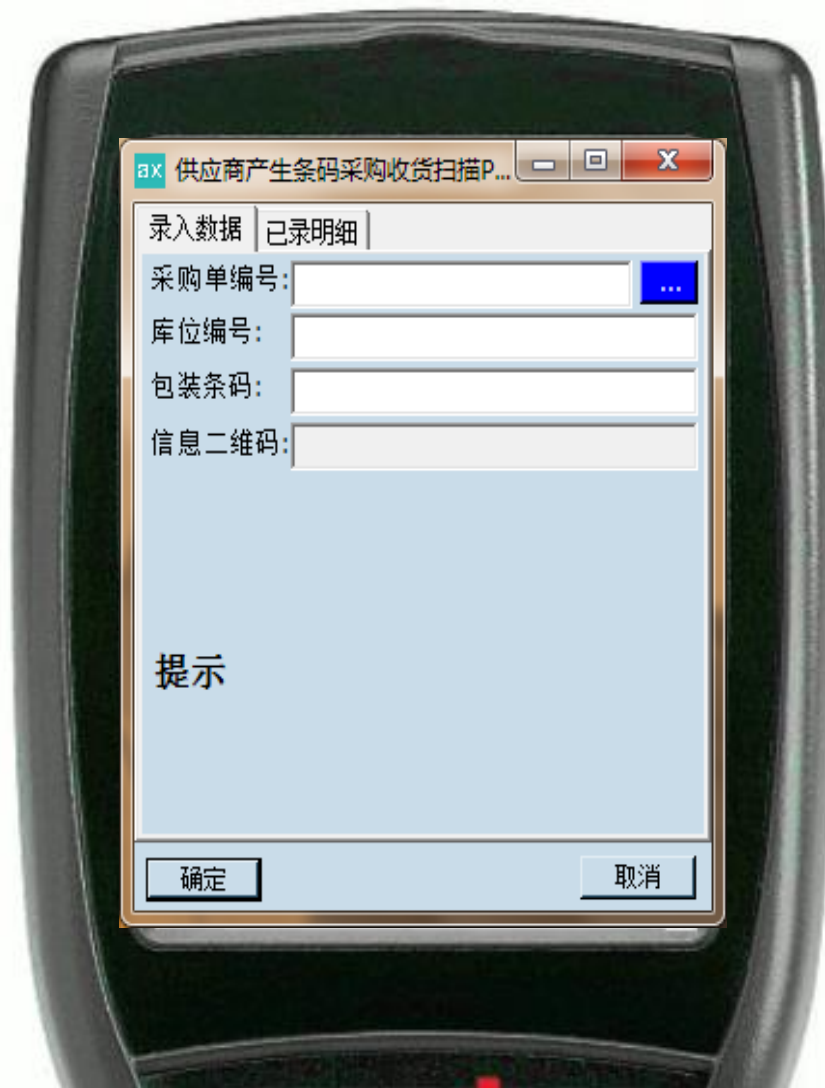 ax 供应商产生条码采购收货扫描P...
录入数据 已录明细
采购单编号: ...
库位编号:
包装条码:
信息二维码:
提示
确定 取消